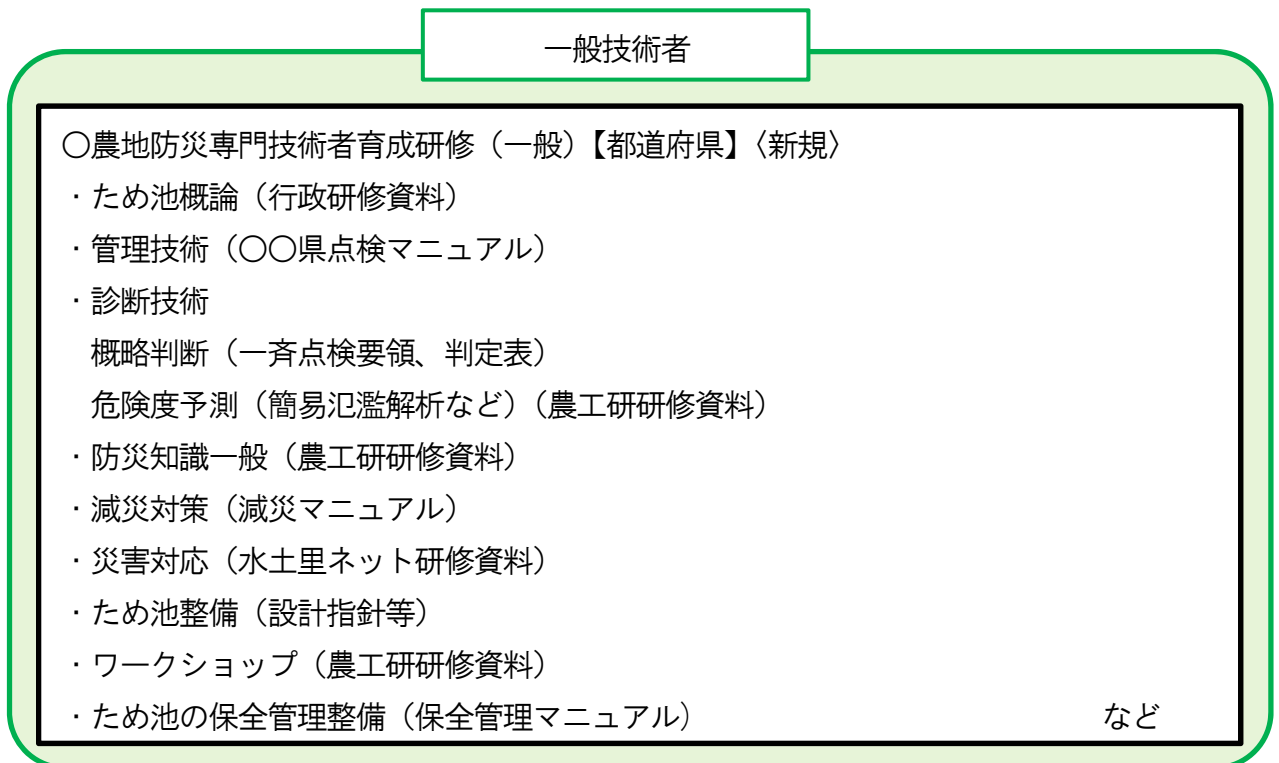 一般技術者
〇農地防災専門技術者育成研修（一般）【都道府県】〈新規〉
・ため池概論（行政研修資料）
・管理技術（〇〇県点検マニュアル）
・診断技術
概略判断（一斉点検要領、判定表）
危険度予測（簡易氾濫解析など）（農工研研修資料）
・防災知識一般（農工研研修資料）
・減災対策（減災マニュアル）
・災害対応（水土里ネット研修資料）
・ため池整備（設計指針等）
・ワークショップ（農工研研修資料）
・ため池の保全管理整備（保全管理マニュアル）　など